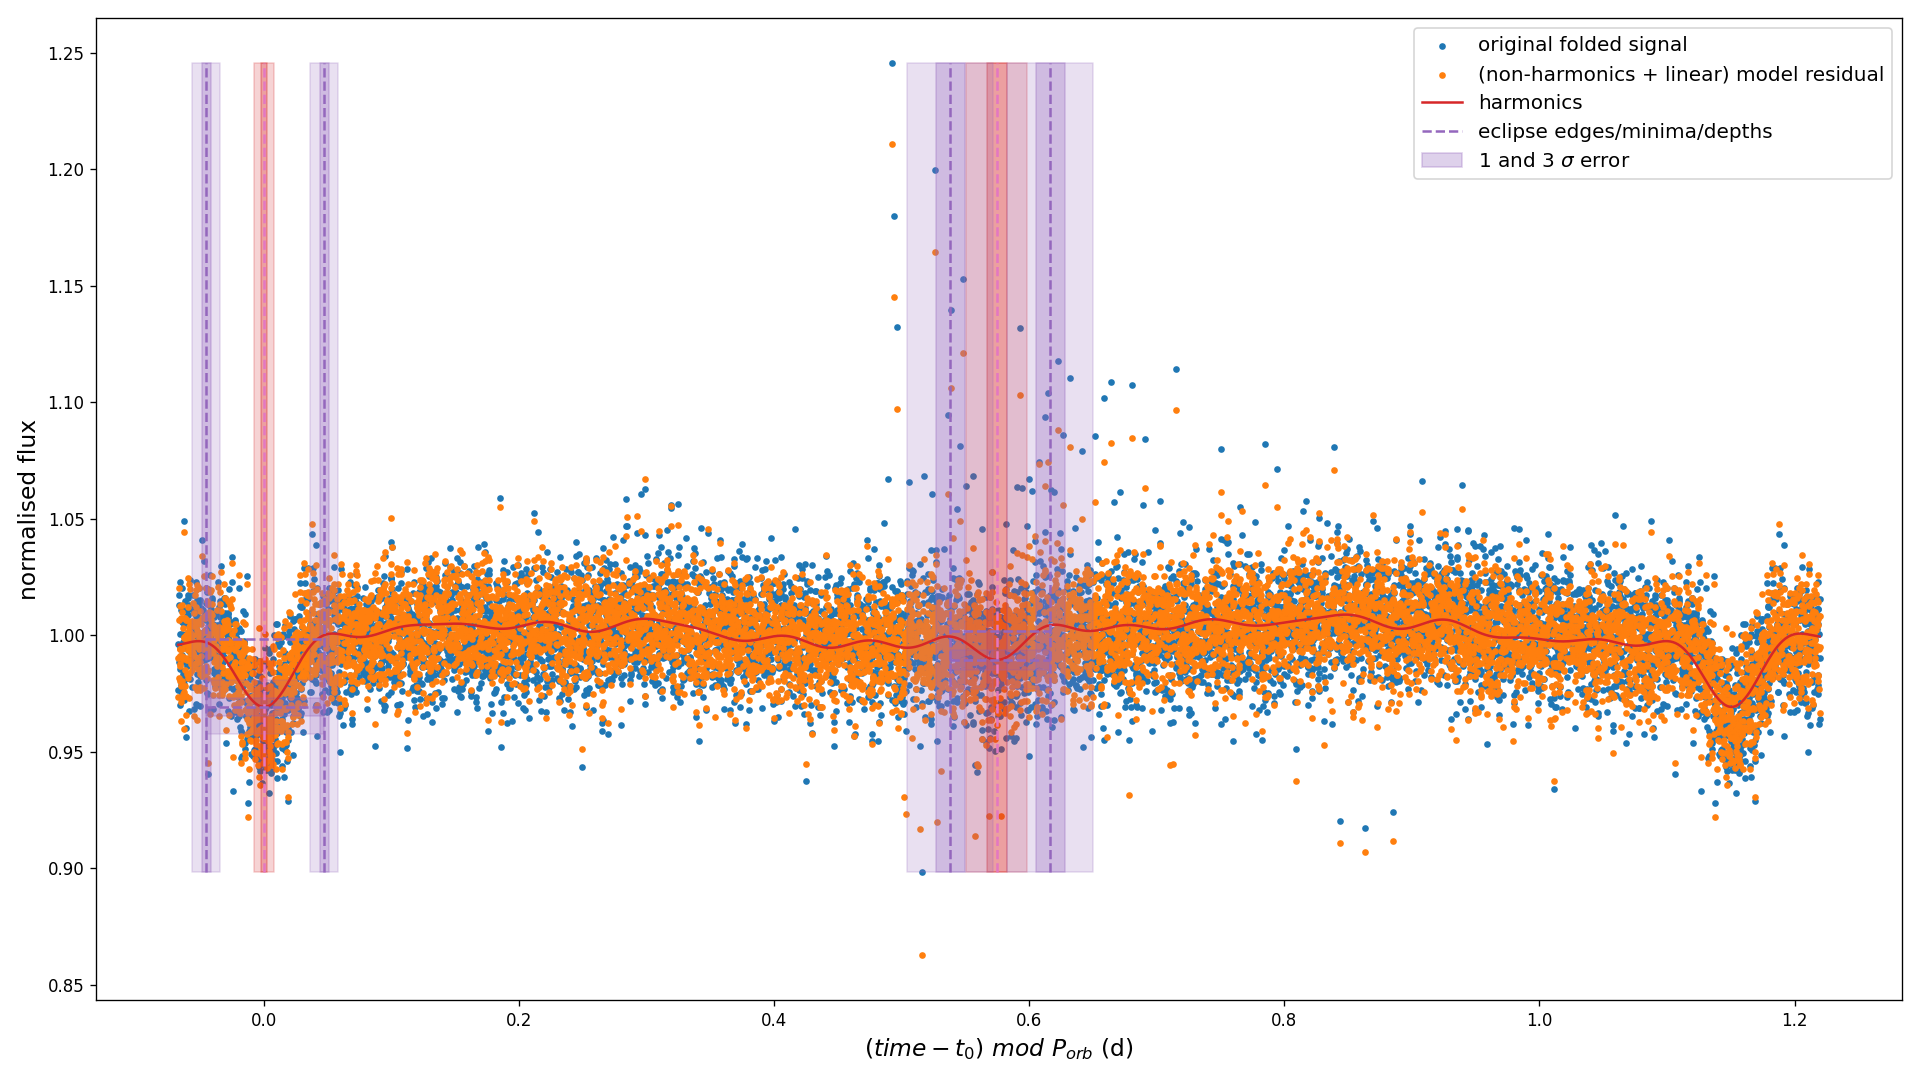 original folded signal
(non-harmonics + linear) model residual
harmonics
eclipse edges/minima/depths
1 and 3 σ error
normalised flux
1.25
1.20
1.15
1.10
1.05
1.00
0.95
0.90
0.85
0.0 0.2 0.4 0.6 0.8 1.0 1.2
(time − t₀) mod Pₒᵣb (d)